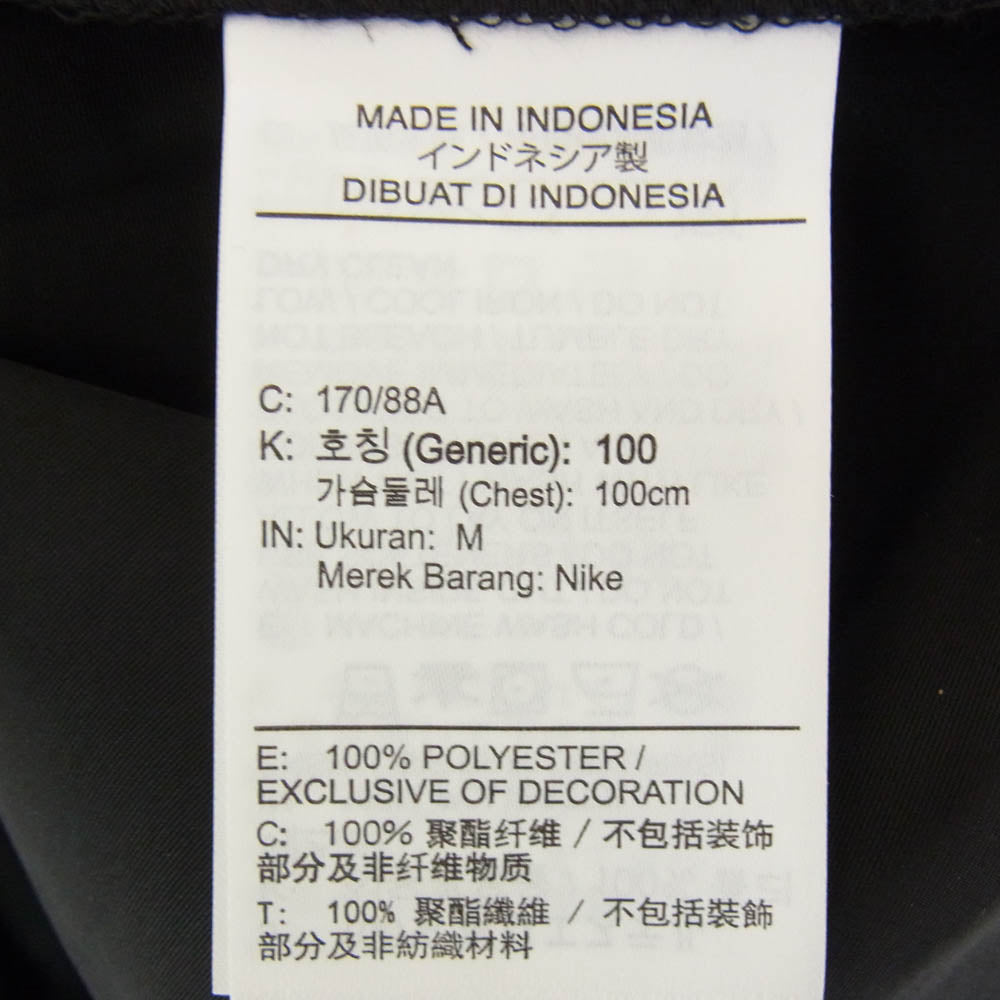 MADE IN INDONESIA
インドネシア製
DIBUAT DI INDONESIA
C: 170/88A
K: 호칭 (Generic): 100
가슴둘레 (Chest): 100cm
IN: Ukuran: M
Merek Barang: Nike
E: 100% POLYESTER /
EXCLUSIVE OF DECORATION
C: 100% 聚酯纤维 / 不包括装饰
部分及非纤维物质
T: 100% 聚酯纖維 / 不包括裝飾
部分及非紡織材料